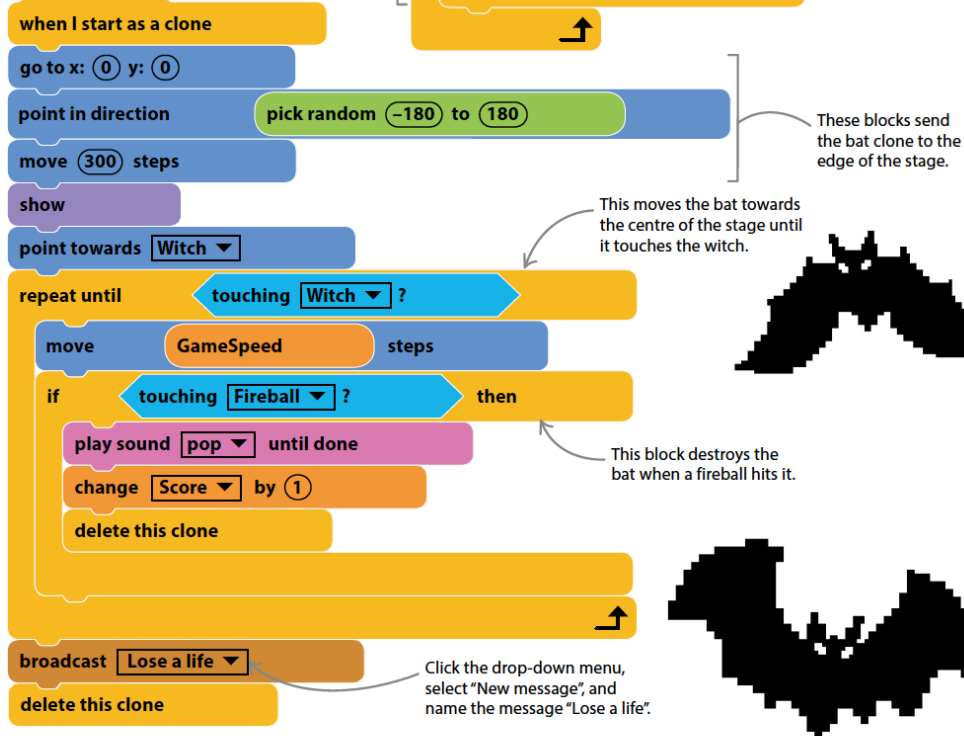 when I start as a clone
go to x: 0 y: 0
point in direction pick random –180 to 180
move 300 steps
These blocks send
the bat clone to the
edge of the stage.
show
point towards Witch
This moves the bat towards
the centre of the stage until
it touches the witch.
repeat until touching Witch ?
move GameSpeed steps
if touching Fireball ? then
play sound pop until done
change Score by 1
delete this clone
This block destroys the
bat when a fireball hits it.
broadcast Lose a life
delete this clone
Click the drop-down menu,
select “New message”, and
name the message “Lose a life”.